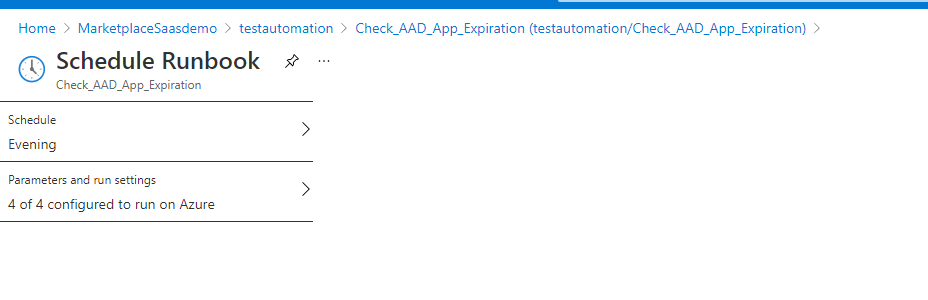 Home > MarketplaceSaasdemo > testautomation > Check_AAD_App_Expiration (testautomation/Check_AAD_App_Expiration) >
Schedule Runbook ...
Check_AAD_App_Expiration
Schedule
Evening
Parameters and run settings
4 of 4 configured to run on Azure